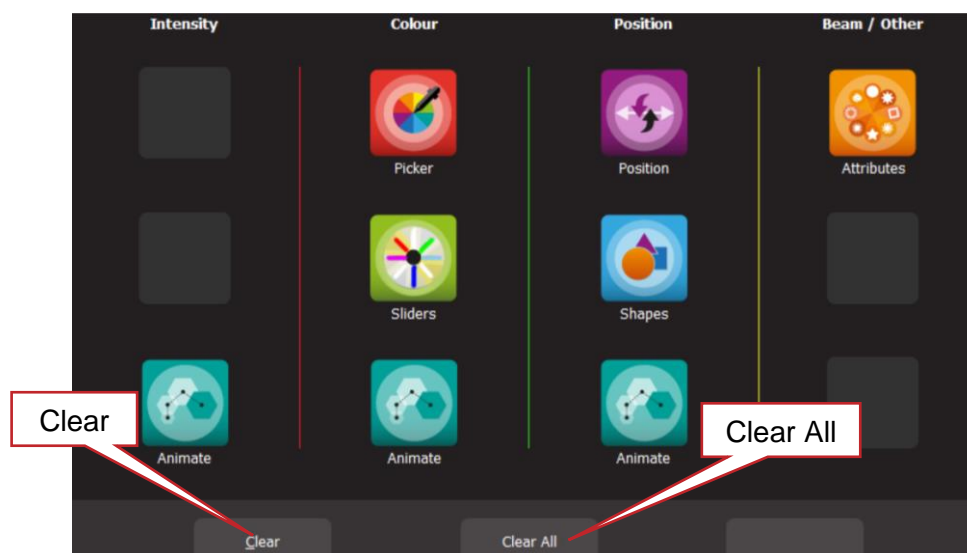 Intensity Colour Position Beam / Other
Picker Position Attributes
Sliders Shapes
Clear
Clear All
Animate Animate Animate
Clear Clear All